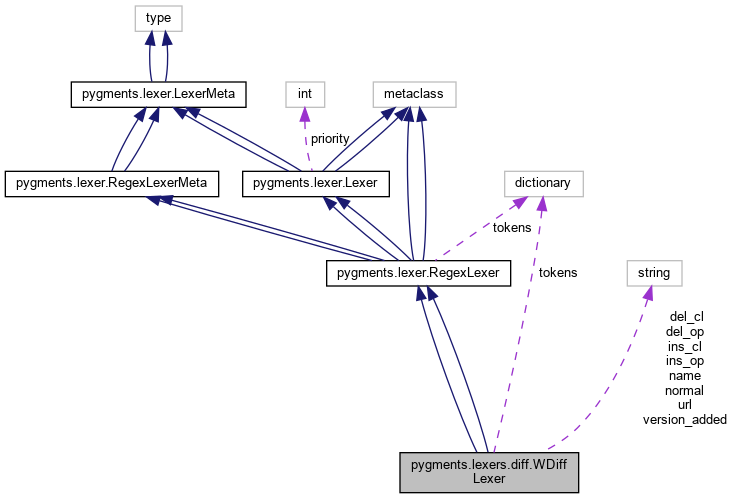 type
pygments.lexer.LexerMeta
int
metaclass
priority
pygments.lexer.RegexLexerMeta
pygments.lexer.Lexer
dictionary
tokens
pygments.lexer.RegexLexer
tokens
string
del_cl
del_op
ins_cl
ins_op
name
normal
url
version_added
pygments.lexers.diff.WDiff
Lexer